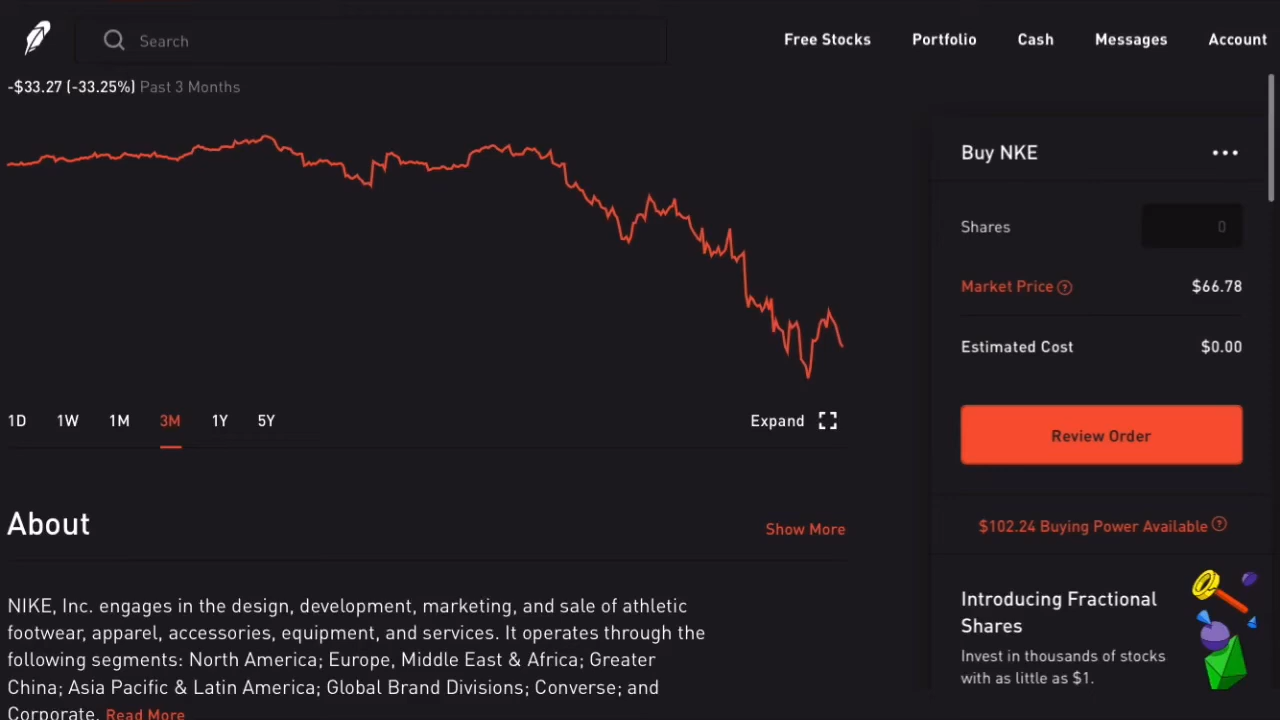 Search
Free Stocks
Portfolio
Cash
Messages
Account
-$33.27 (-33.25%) Past 3 Months
1D
1W
1M
3M
1Y
5Y
Expand
About
Show More
NIKE, Inc. engages in the design, development, marketing, and sale of athletic
footwear, apparel, accessories, equipment, and services. It operates through the
following segments: North America; Europe, Middle East & Africa; Greater
China; Asia Pacific & Latin America; Global Brand Divisions; Converse; and
Corporate. Read More
Buy NKE
Shares
0
Market Price ?
$66.78
Estimated Cost
$0.00
Review Order
$102.24 Buying Power Available ?
Introducing Fractional
Shares
Invest in thousands of stocks
with as little as $1.